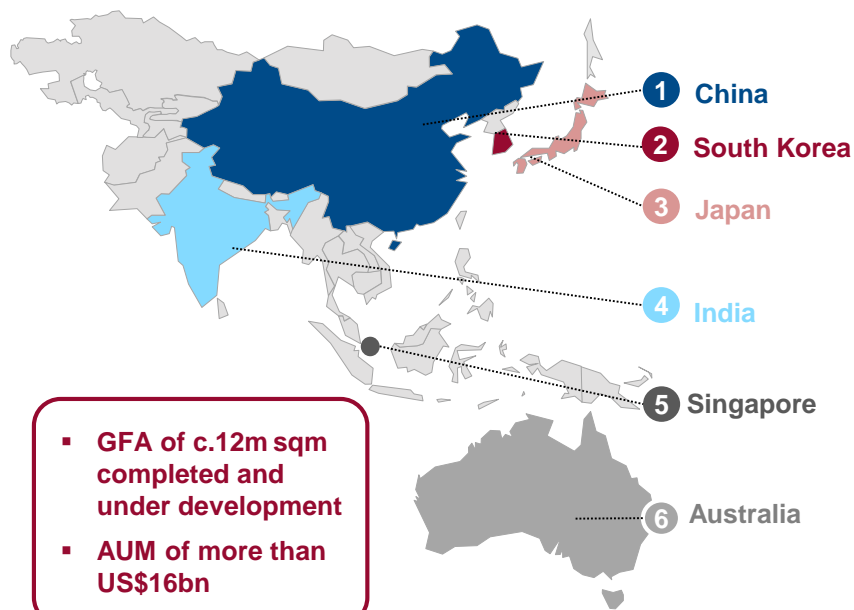 1 China
2 South Korea
3 Japan
4 India
5 Singapore
6 Australia
▪ GFA of c.12m sqm
completed and
under development
▪ AUM of more than
US$16bn